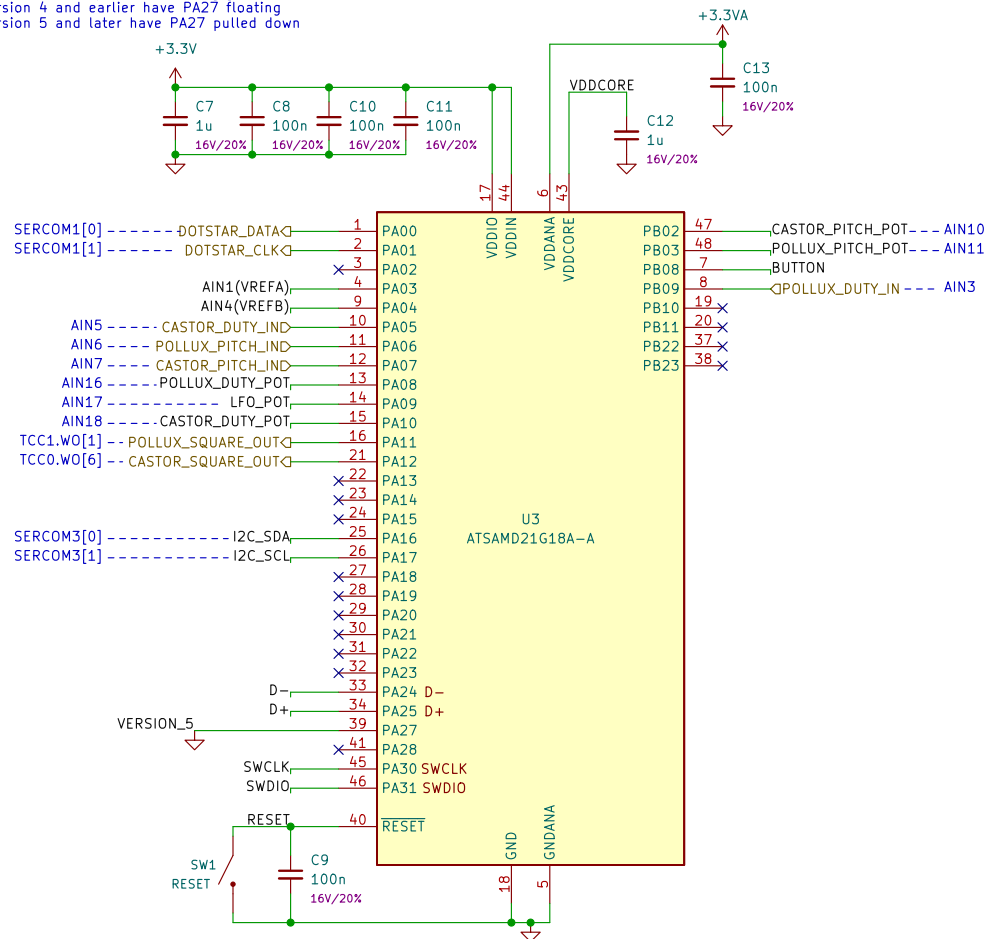 rsion 4 and earlier have PA27 floating
rsion 5 and later have PA27 pulled down
+3.3V
+3.3VA
C7
1u
16V/20%
C8
100n
16V/20%
C10
100n
16V/20%
C11
100n
16V/20%
VDDCORE
C12
1u
16V/20%
C13
100n
16V/20%
17
44
6
43
VDDIO
VDDIN
VDDANA
VDDCORE
SERCOM1[0] DOTSTAR_DATA 1 PA00
SERCOM1[1] DOTSTAR_CLK 2 PA01
3 PA02
AIN1(VREFA) 4 PA03
AIN4(VREFB) 9 PA04
AIN5 CASTOR_DUTY_IN 10 PA05
AIN6 POLLUX_PITCH_IN 11 PA06
AIN7 CASTOR_PITCH_IN 12 PA07
AIN16 POLLUX_DUTY_POT 13 PA08
AIN17 LFO_POT 14 PA09
AIN18 CASTOR_DUTY_POT 15 PA10
TCC1.WO[1] POLLUX_SQUARE_OUT 16 PA11
TCC0.WO[6] CASTOR_SQUARE_OUT 21 PA12
22 PA13
23 PA14
24 PA15
SERCOM3[0] I2C_SDA 25 PA16
SERCOM3[1] I2C_SCL 26 PA17
27 PA18
28 PA19
29 PA20
30 PA21
31 PA22
32 PA23
D- 33 PA24 D-
D+ 34 PA25 D+
VERSION_5 39 PA27
41 PA28
SWCLK 45 PA30 SWCLK
SWDIO 46 PA31 SWDIO
RESET 40 RESET
PB02 47 CASTOR_PITCH_POT AIN10
PB03 48 POLLUX_PITCH_POT AIN11
PB08 7 BUTTON
PB09 8 POLLUX_DUTY_IN AIN3
PB10 19
PB11 20
PB22 37
PB23 38
U3
ATSAMD21G18A-A
SW1
RESET
C9
100n
16V/20%
GND
GNDANA
18
5